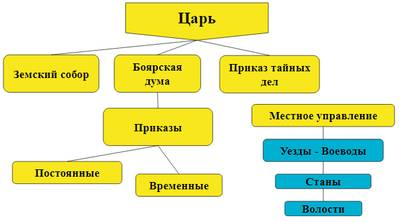 Царь
Земский собор
Боярская
дума
Приказ тайных
дел
Приказы
Постоянные
Временные
Местное управление
Уезды - Воеводы
Станы
Волости